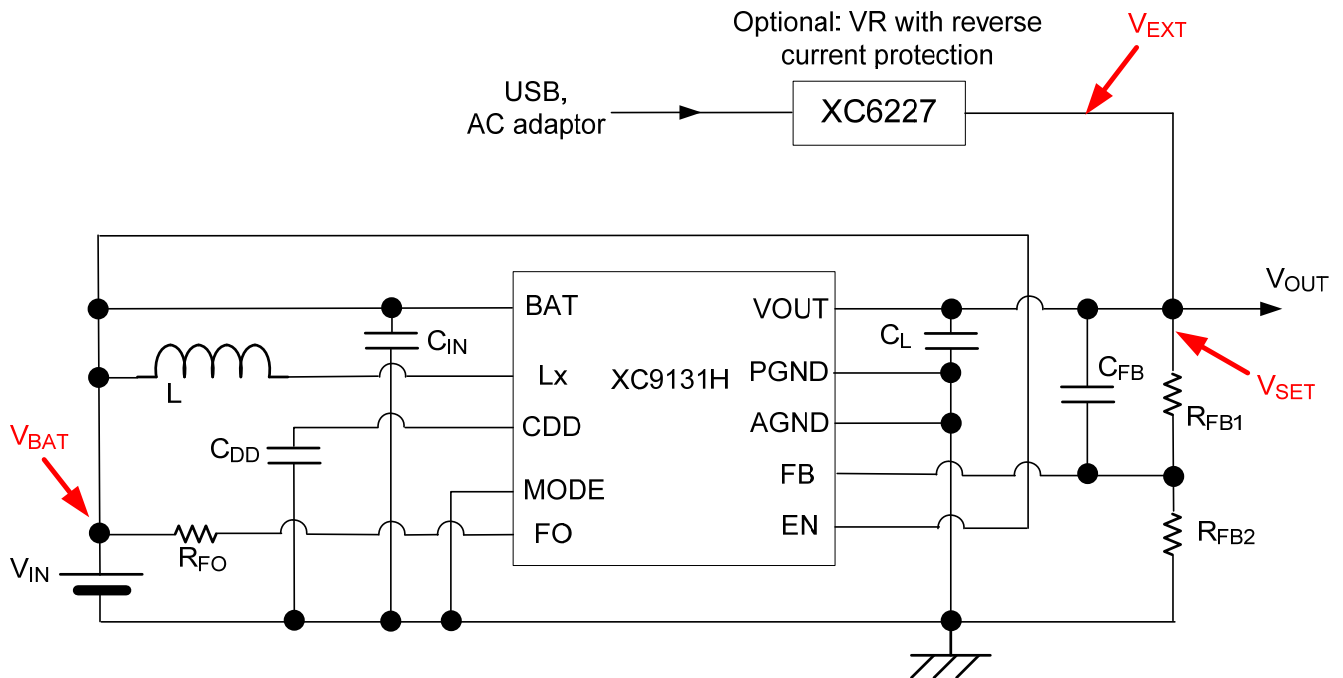 Optional: VR with reverse
current protection
VEXT
USB,
AC adaptor
XC6227
BAT
VOUT
VOUT
CIN
CL
L
Lx
XC9131H
PGND
CFB
VSET
VBAT
CDD
CDD
AGND
RFB1
MODE
FB
RFO
FO
EN
RFB2
VIN